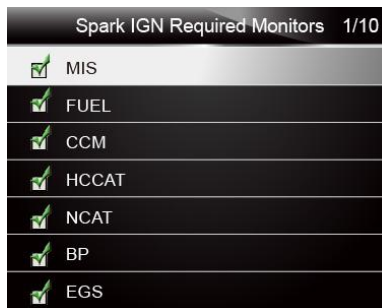 Spark IGN Required Monitors 1/10
MIS
FUEL
CCM
HCCAT
NCAT
BP
EGS